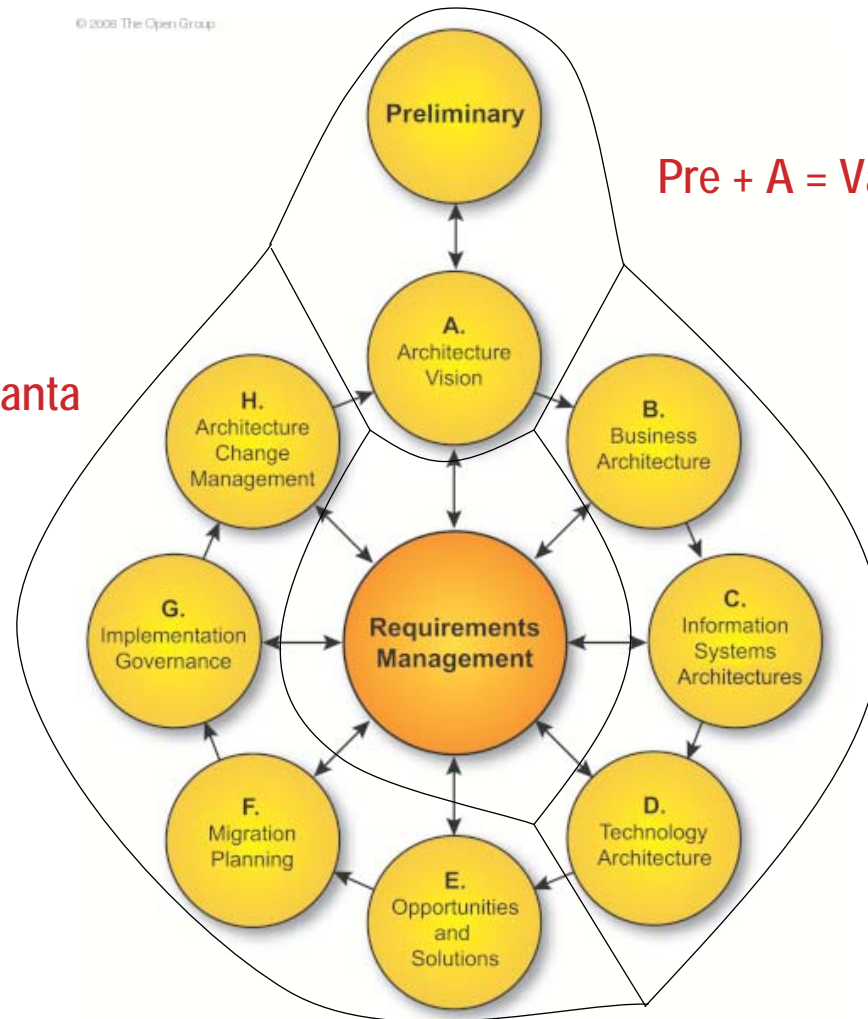 © 2008 The Open Group
Preliminary
Pre + A = Va
A.
Architecture
Vision
anta
H.
Architecture
Change
Management
B.
Business
Architecture
G.
Implementation
Governance
Requirements
Management
C.
Information
Systems
Architectures
F.
Migration
Planning
D.
Technology
Architecture
E.
Opportunities
and
Solutions